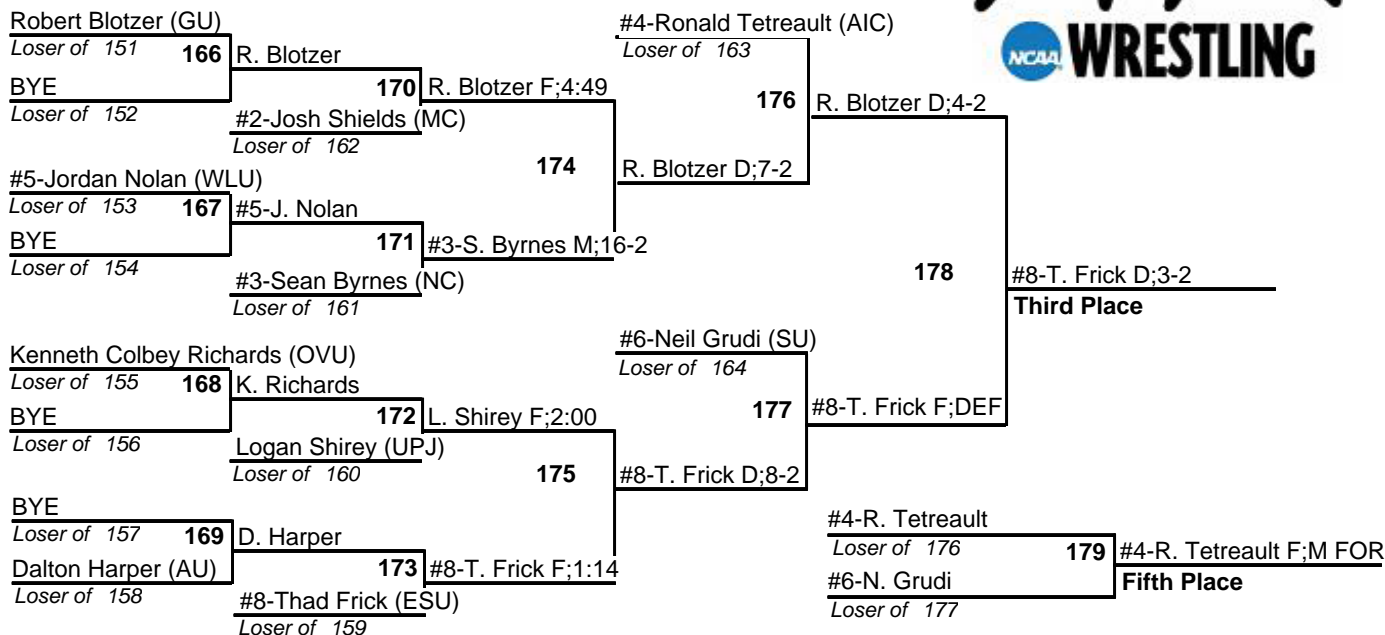 NCAA WRESTLING
Robert Blotzer (GU)
Loser of 151
166
BYE
Loser of 152
R. Blotzer
170
#2-Josh Shields (MC)
Loser of 162
R. Blotzer F;4:49
#5-Jordan Nolan (WLU)
Loser of 153
167
BYE
Loser of 154
#5-J. Nolan
171
#3-Sean Byrnes (NC)
Loser of 161
#3-S. Byrnes M;16-2
174
#4-Ronald Tetreault (AIC)
Loser of 163
176
R. Blotzer D;7-2
R. Blotzer D;4-2
Kenneth Colbey Richards (OVU)
Loser of 155
168
BYE
Loser of 156
K. Richards
172
Logan Shirey (UPJ)
Loser of 160
L. Shirey F;2:00
BYE
Loser of 157
169
Dalton Harper (AU)
Loser of 158
D. Harper
173
#8-Thad Frick (ESU)
Loser of 159
#8-T. Frick F;1:14
175
#6-Neil Grudi (SU)
Loser of 164
177
#8-T. Frick D;8-2
#8-T. Frick F;DEF
178
#8-T. Frick D;3-2
Third Place
#4-R. Tetreault
Loser of 176
179
#6-N. Grudi
Loser of 177
#4-R. Tetreault F;M FOR
Fifth Place